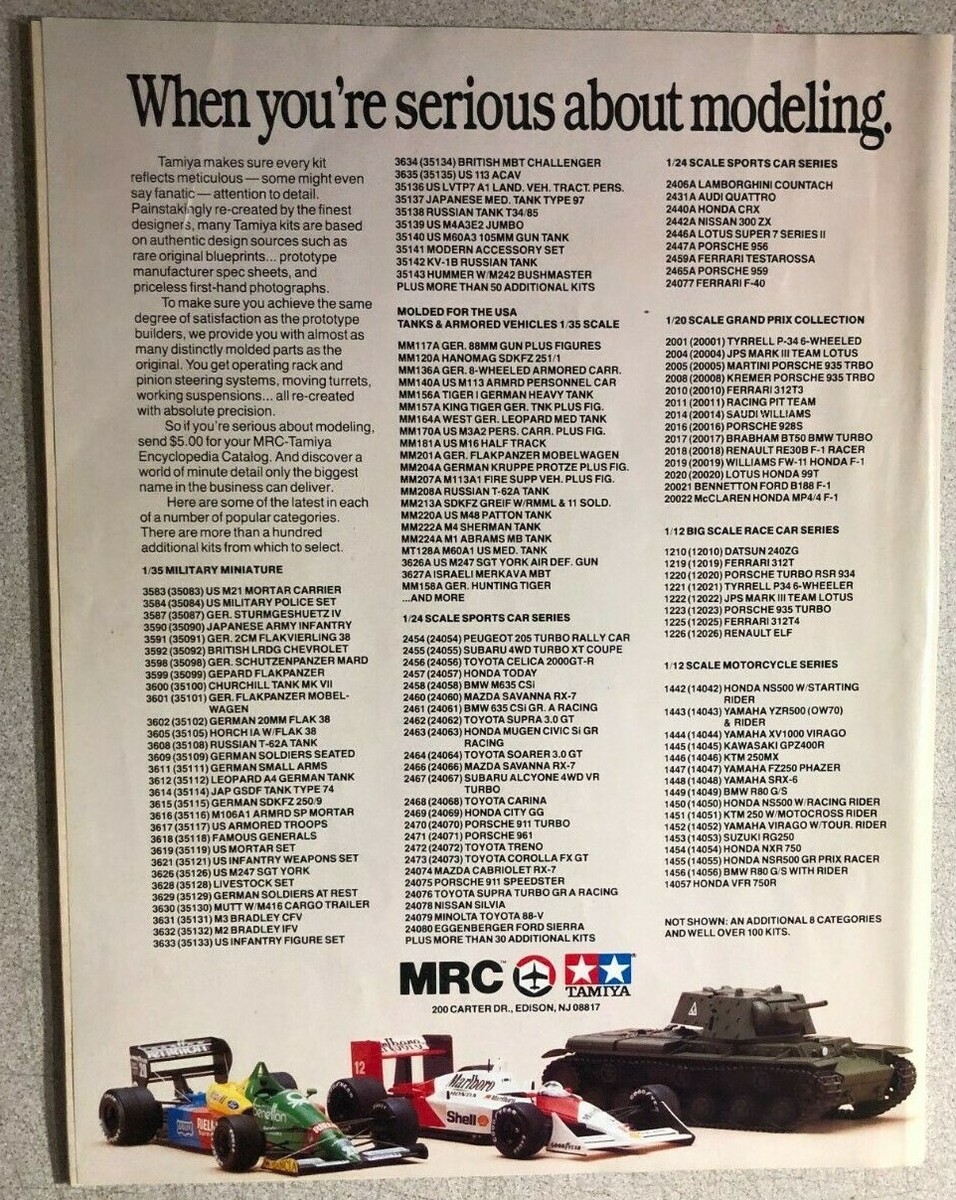 When you're serious about modeling.
Tamiya makes sure every kit
reflects meticulous — some might even
say fanatic — attention to detail.
Painstakingly re-created by the finest
designers, many Tamiya kits are based
on authentic design sources such as
rare original blueprints... prototype
manufacturer spec sheets, and
priceless first-hand photographs.
To make sure you achieve the same
degree of satisfaction as the prototype
builders, we provide you with almost as
many distinctly molded parts as the
original. You get operating rack and
pinion steering systems, moving turrets,
working suspensions... all re-created
with absolute precision.
So if you're serious about modeling,
send $5.00 for your MRC-Tamiya
Encyclopedia Catalog. And discover a
world of minute detail only the biggest
name in the business can deliver.
Here are some of the latest in each
of a number of popular categories.
There are more than a hundred
additional kits from which to select.
1/35 MILITARY MINIATURE
3583 (35083) US M21 MORTAR CARRIER
3584 (35084) US MILITARY POLICE SET
3587 (35087) GER. STURMGESHUETZ IV
3590 (35090) JAPANESE ARMY INFANTRY
3591 (35091) GER. 2CM FLAKVIERLING 38
3592 (35092) BRITISH LRDG CHEVROLET
3598 (35098) GER. SCHUTZENPANZER MARD
3599 (35099) GEPARD FLAKPANZER
3600 (35100) CHURCHILL TANK MK VII
3601 (35101) GER. FLAKPANZER MOBEL-
WAGEN
3602 (35102) GERMAN 20MM FLAK 38
3605 (35105) HORCH IA W/FLAK 38
3608 (35108) RUSSIAN T-62A TANK
3609 (35109) GERMAN SOLDIERS SEATED
3611 (35111) GERMAN SMALL ARMS
3612 (35112) LEOPARD A4 GERMAN TANK
3614 (35114) JAP GSDF TANK TYPE 74
3615 (35115) GERMAN SDKFZ 250/9
3616 (35116) M106A1 ARMRD SP MORTAR
3617 (35117) US ARMORED TROOPS
3618 (35118) FAMOUS GENERALS
3619 (35119) US MORTAR SET
3621 (35121) US INFANTRY WEAPONS SET
3626 (35126) US M247 SGT YORK
3628 (35128) LIVESTOCK SET
3629 (35129) GERMAN SOLDIERS AT REST
3630 (35130) MUTT W/M416 CARGO TRAILER
3631 (35131) M3 BRADLEY CFV
3632 (35132) M2 BRADLEY IFV
3633 (35133) US INFANTRY FIGURE SET
3634 (35134) BRITISH MBT CHALLENGER
3635 (35135) US 113 ACAV
35136 US LVTP7 A1 LAND. VEH. TRACT. PERS.
35137 JAPANESE MED. TANK TYPE 97
35138 RUSSIAN TANK T34/85
35139 US M4A3E2 JUMBO
35140 US M60A3 105MM GUN TANK
35141 MODERN ACCESSORY SET
35142 KV-1B RUSSIAN TANK
35143 HUMMER W/M242 BUSHMASTER
PLUS MORE THAN 50 ADDITIONAL KITS
MOLDED FOR THE USA
TANKS & ARMORED VEHICLES 1/35 SCALE
MM117A GER. 88MM GUN PLUS FIGURES
MM120A HANOMAG SDKFZ 251/1
MM136A GER. 8-WHEELED ARMORED CARR.
MM140A US M113 ARMRD PERSONNEL CAR
MM156A TIGER I GERMAN HEAVY TANK
MM157A KING TIGER GER. TNK PLUS FIG.
MM164A WEST GER. LEOPARD MED TANK
MM170A US M3A2 PERS. CARR. PLUS FIG.
MM181A US M16 HALF TRACK
MM201A GER. FLAKPANZER MOBELWAGEN
MM204A GERMAN KRUPPE PROTZE PLUS FIG.
MM207A M113A1 FIRE SUPP VEH. PLUS FIG.
MM208A RUSSIAN T-62A TANK
MM213A SDKFZ GREIF W/RMML & 11 SOLD.
MM220A US M48 PATTON TANK
MM222A M4 SHERMAN TANK
MM224A M1 ABRAMS MB TANK
MT128A M60A1 US MED. TANK
3626A US M247 SGT YORK AIR DEF. GUN
3627A ISRAELI MERKAVA MBT
MM158A GER. HUNTING TIGER
...AND MORE
1/24 SCALE SPORTS CAR SERIES
2454 (24054) PEUGEOT 205 TURBO RALLY CAR
2455 (24055) SUBARU 4WD TURBO XT COUPE
2456 (24056) TOYOTA CELICA 2000GT-R
2457 (24057) HONDA TODAY
2458 (24058) BMW M635 CSi
2460 (24060) MAZDA SAVANNA RX-7
2461 (24061) BMW 635 CSi GR. A RACING
2462 (24062) TOYOTA SUPRA 3.0 GT
2463 (24063) HONDA MUGEN CIVIC Si GR
RACING
2464 (24064) TOYOTA SOARER 3.0 GT
2466 (24066) MAZDA SAVANNA RX-7
2467 (24067) SUBARU ALCYONE 4WD VR
TURBO
2468 (24068) TOYOTA CARINA
2469 (24069) HONDA CITY GG
2470 (24070) PORSCHE 911 TURBO
2471 (24071) PORSCHE 961
2472 (24072) TOYOTA TRENO
2473 (24073) TOYOTA COROLLA FX GT
24074 MAZDA CABRIOLET RX-7
24075 PORSCHE 911 SPEEDSTER
24076 TOYOTA SUPRA TURBO GR A RACING
24078 NISSAN SILVIA
24079 MINOLTA TOYOTA 88-V
24080 EGGENBERGER FORD SIERRA
PLUS MORE THAN 30 ADDITIONAL KITS
1/24 SCALE SPORTS CAR SERIES
2406A LAMBORGHINI COUNTACH
2431A AUDI QUATTRO
2440A HONDA CRX
2442A NISSAN 300 ZX
2446A LOTUS SUPER 7 SERIES II
2447A PORSCHE 956
2459A FERRARI TESTAROSSA
2465A PORSCHE 959
24077 FERRARI F-40
1/20 SCALE GRAND PRIX COLLECTION
2001 (20001) TYRRELL P-34 6-WHEELED
2004 (20004) JPS MARK III TEAM LOTUS
2005 (20005) MARTINI PORSCHE 935 TRBO
2008 (20008) KREMER PORSCHE 935 TRBO
2010 (20010) FERRARI 312T3
2011 (20011) RACING PIT TEAM
2014 (20014) SAUDI WILLIAMS
2016 (20016) PORSCHE 928S
2017 (20017) BRABHAM BT50 BMW TURBO
2018 (20018) RENAULT RE30B F-1 RACER
2019 (20019) WILLIAMS FW-11 HONDA F-1
2020 (20020) LOTUS HONDA 99T
20021 BENNETTON FORD B188 F-1
20022 McCLAREN HONDA MP4/4 F-1
1/12 BIG SCALE RACE CAR SERIES
1210 (12010) DATSUN 240ZG
1219 (12019) FERRARI 312T
1220 (12020) PORSCHE TURBO RSR 934
1221 (12021) TYRRELL P34 6-WHEELER
1222 (12022) JPS MARK III TEAM LOTUS
1223 (12023) PORSCHE 935 TURBO
1225 (12025) FERRARI 312T4
1226 (12026) RENAULT ELF
1/12 SCALE MOTORCYCLE SERIES
1442 (14042) HONDA NS500 W/STARTING
RIDER
1443 (14043) YAMAHA YZR500 (OW70)
& RIDER
1444 (14044) YAMAHA XV1000 VIRAGO
1445 (14045) KAWASAKI GPZ400R
1446 (14046) KTM 250MX
1447 (14047) YAMAHA FZ250 PHAZER
1448 (14048) YAMAHA SRX-6
1449 (14049) BMW R80 G/S
1450 (14050) HONDA NS500 W/RACING RIDER
1451 (14051) KTM 250 W/MOTOCROSS RIDER
1452 (14052) YAMAHA VIRAGO W/TOUR. RIDER
1453 (14053) SUZUKI RG250
1454 (14054) HONDA NXR 750
1455 (14055) HONDA NSR500 GR PRIX RACER
1456 (14056) BMW R80 G/S WITH RIDER
14057 HONDA VFR 750R
NOT SHOWN: AN ADDITIONAL 8 CATEGORIES
AND WELL OVER 100 KITS.
MRC™
TAMIYA
200 CARTER DR., EDISON, NJ 08817
20
benetton
12
Marlboro
HONDA
Marlboro
Shell